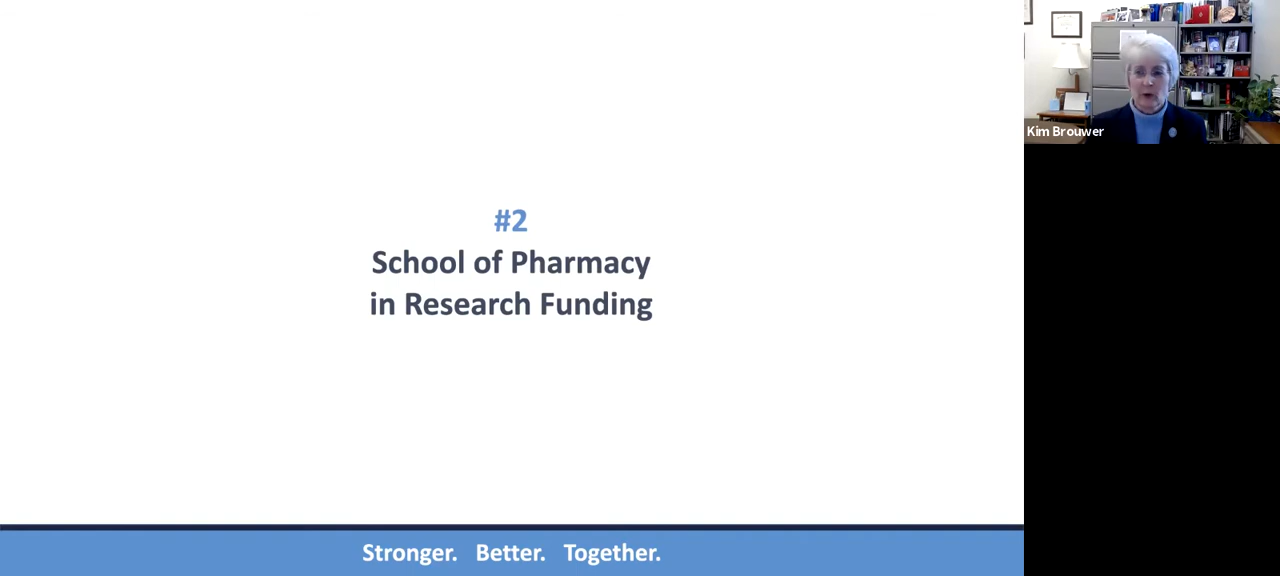 #2
School of Pharmacy
in Research Funding
Stronger. Better. Together.
Kim Brouwer